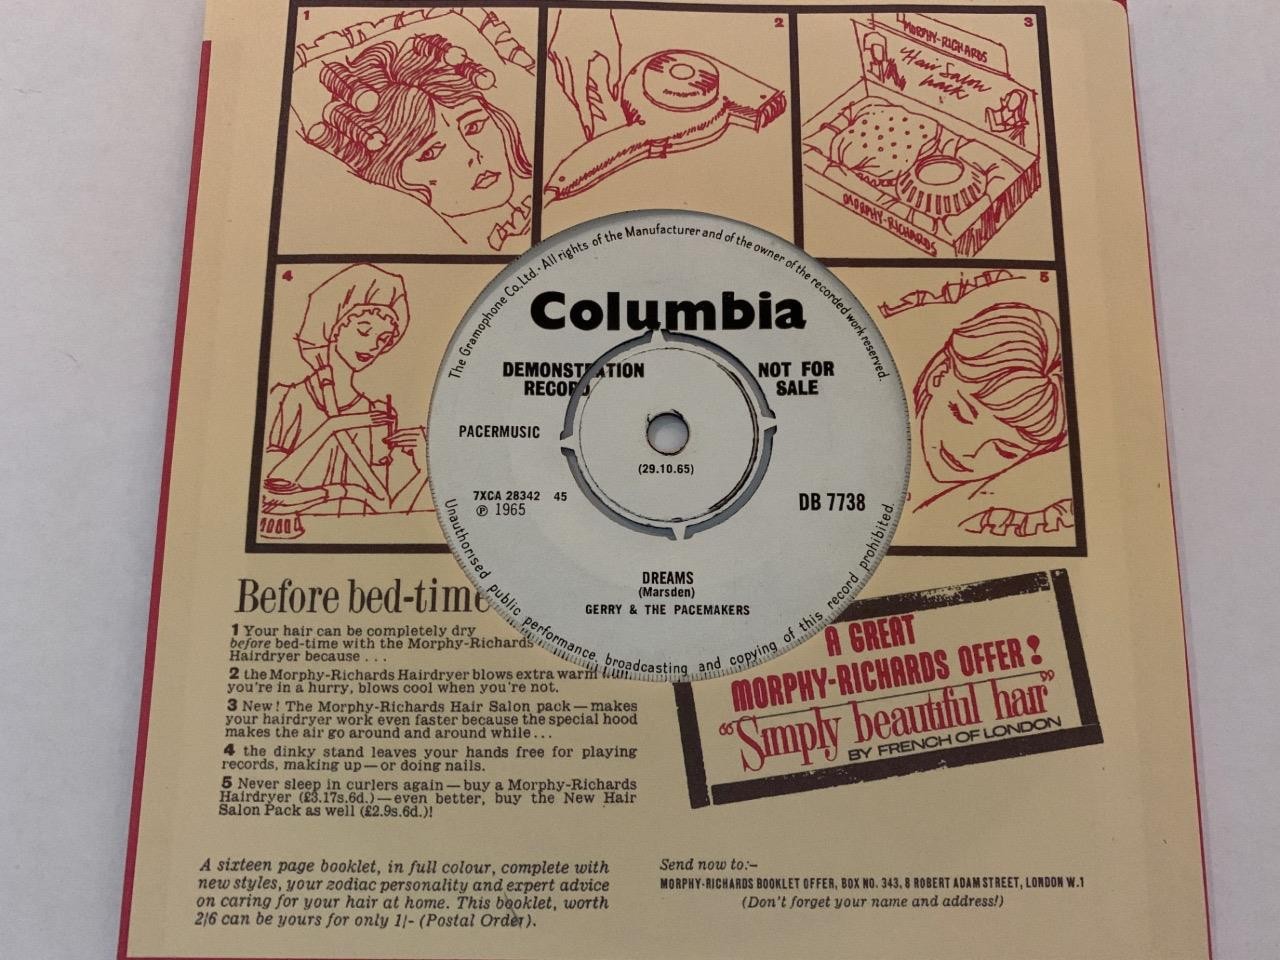 1
2
3
MORPHY-RICHARDS
Hair Salon
Pack
MORPHY-RICHARDS
4
5
The Gramophone Co. Ltd. · All rights of the Manufacturer and of the owner of the recorded work reserved.
Columbia
DEMONSTRATION
RECORD
NOT FOR
SALE
PACERMUSIC
(29.10.65)
7XCA 28342 45
℗ 1965
DB 7738
DREAMS
(Marsden)
GERRY & THE PACEMAKERS
Unauthorised public performance, broadcasting and copying of this record prohibited
Before bed-time
1 Your hair can be completely dry
before bed-time with the Morphy-Richards
Hairdryer because . . .
2 the Morphy-Richards Hairdryer blows extra warm
you're in a hurry, blows cool when you're not.
3 New! The Morphy-Richards Hair Salon pack — makes
your hairdryer work even faster because the special hood
makes the air go around and around while . . .
4 the dinky stand leaves your hands free for playing
records, making up — or doing nails.
5 Never sleep in curlers again — buy a Morphy-Richards
Hairdryer (£3.17s.6d.) — even better, buy the New Hair
Salon Pack as well (£2.9s.6d.)!
A GREAT
MORPHY-RICHARDS OFFER!
“Simply beautiful hair”
BY FRENCH OF LONDON
A sixteen page booklet, in full colour, complete with
new styles, your zodiac personality and expert advice
on caring for your hair at home. This booklet, worth
2/6 can be yours for only 1/- (Postal Order).
Send now to:–
MORPHY-RICHARDS BOOKLET OFFER, BOX NO. 343, 8 ROBERT ADAM STREET, LONDON W.1
(Don't forget your name and address!)